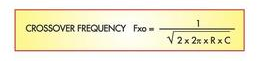 CROSSOVER FREQUENCY Fxo = 1
√ 2 x 2π x R x C